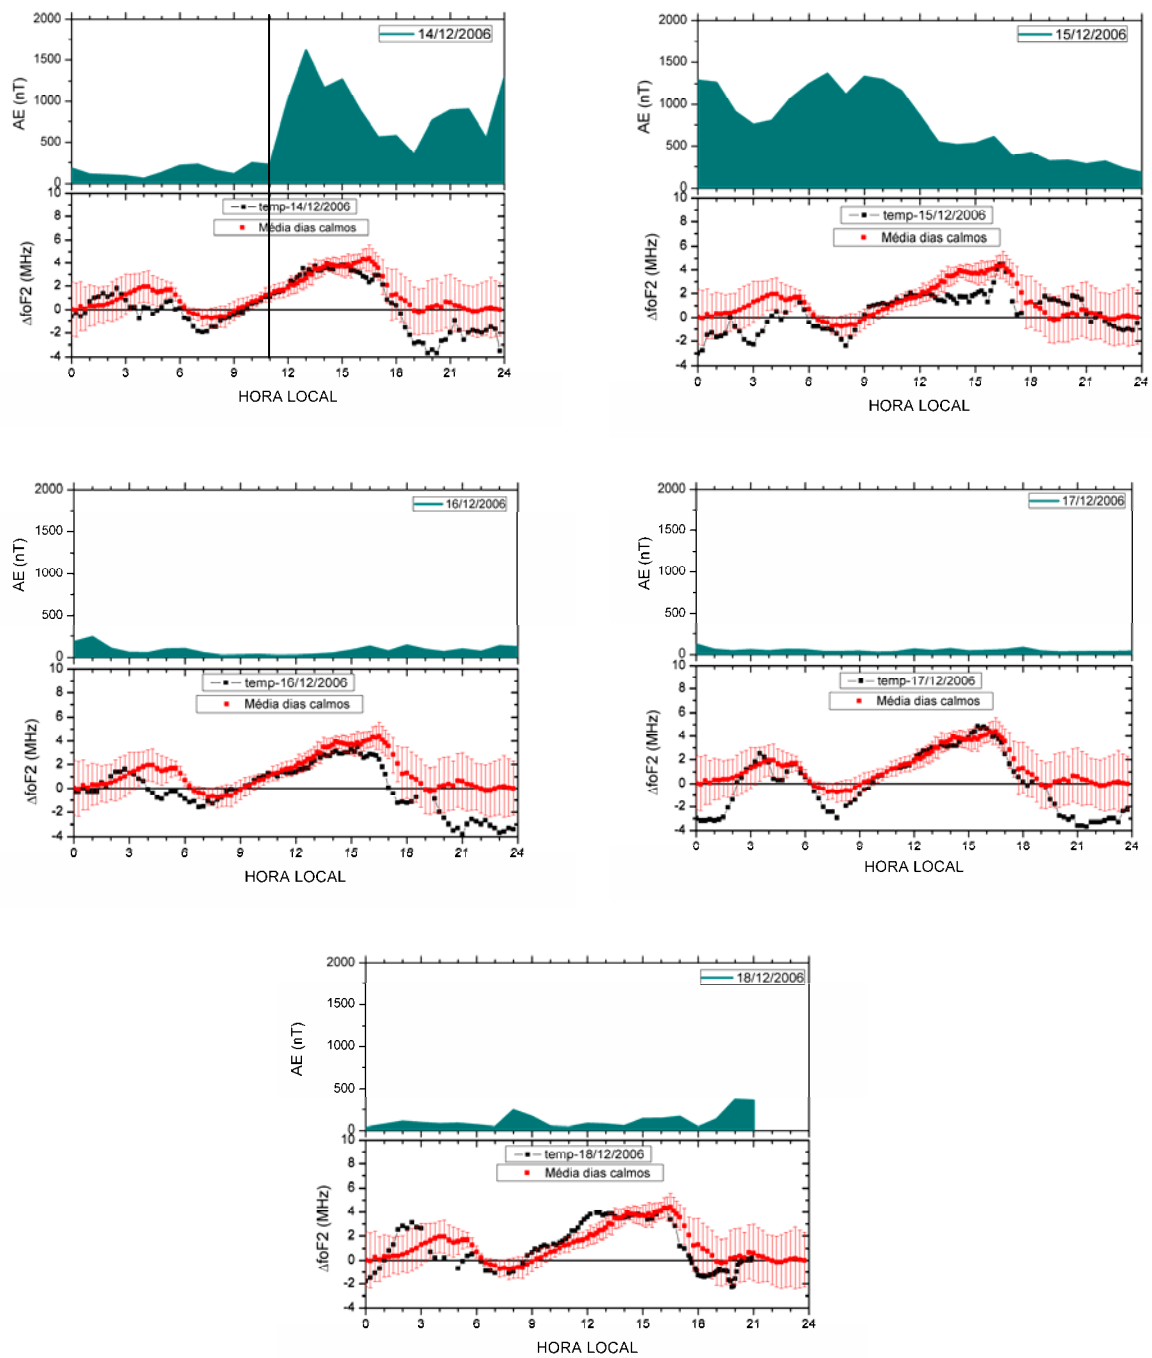 2000
1500
1000
500
0
AE (nT)
14/12/2006
10
8
6
4
2
0
-2
-4
ΔfoF2 (MHz)
temp-14/12/2006
Média dias calmos
0 3 6 9 12 15 18 21 24
HORA LOCAL
2000
1500
1000
500
0
AE (nT)
15/12/2006
10
8
6
4
2
0
-2
-4
ΔfoF2 (MHz)
temp-15/12/2006
Média dias calmos
0 3 6 9 12 15 18 21 24
HORA LOCAL
2000
1500
1000
500
0
AE (nT)
16/12/2006
10
8
6
4
2
0
-2
-4
ΔfoF2 (MHz)
temp-16/12/2006
Média dias calmos
0 3 6 9 12 15 18 21 24
HORA LOCAL
2000
1500
1000
500
0
AE (nT)
17/12/2006
10
8
6
4
2
0
-2
-4
ΔfoF2 (MHz)
temp-17/12/2006
Média dias calmos
0 3 6 9 12 15 18 21 24
HORA LOCAL
2000
1500
1000
500
0
AE (nT)
18/12/2006
10
8
6
4
2
0
-2
-4
ΔfoF2 (MHz)
temp-18/12/2006
Média dias calmos
0 3 6 9 12 15 18 21 24
HORA LOCAL